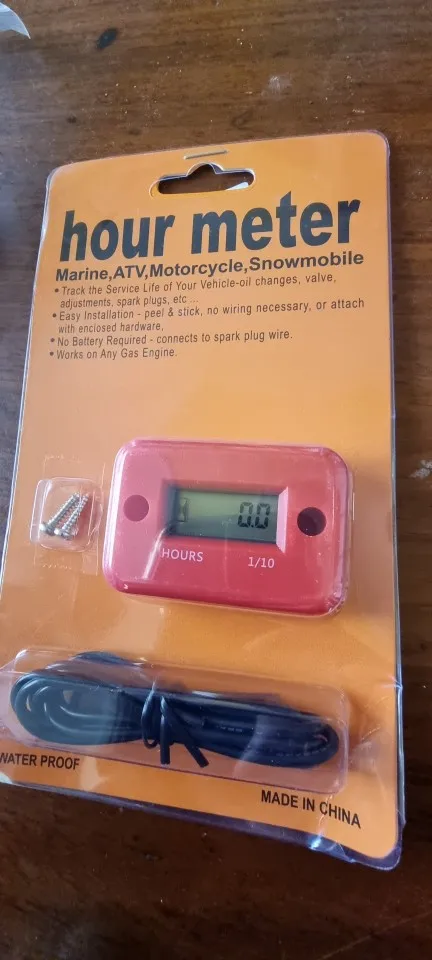 hour meter
Marine,ATV,Motorcycle,Snowmobile
• Track the Service Life of Your Vehicle-oil changes, valve,
adjustments, spark plugs, etc ...
• Easy Installation - peel & stick, no wiring necessary, or attach
with enclosed hardware,
• No Battery Required - connects to spark plug wire.
• Works on Any Gas Engine.
0.0
HOURS 1/10
WATER PROOF
MADE IN CHINA